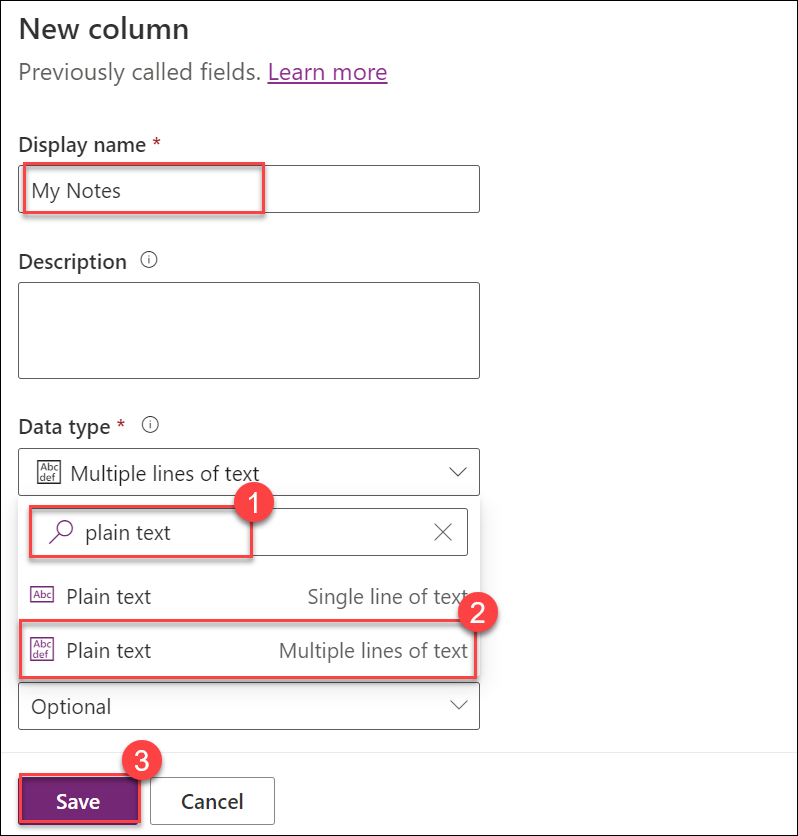 New column
Previously called fields. Learn more
Display name *
My Notes
Description
Data type *
Abc def Multiple lines of text
1
plain text
Abc Plain text Single line of text
2
Abc def Plain text Multiple lines of text
Optional
3
Save Cancel